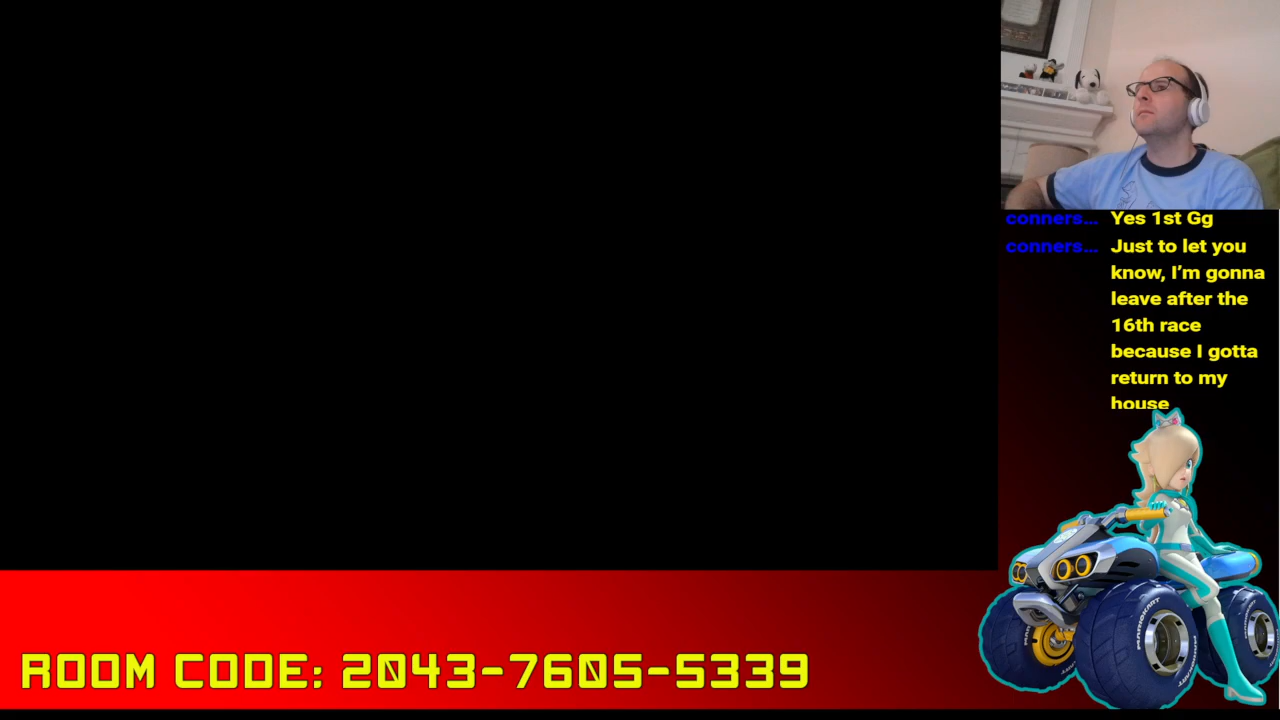 conners... Yes 1st Gg
conners... Just to let you
know, I'm gonna
leave after the
16th race
because I gotta
return to my
house
ROOM CODE: 2043-7605-5339
MARIOKART